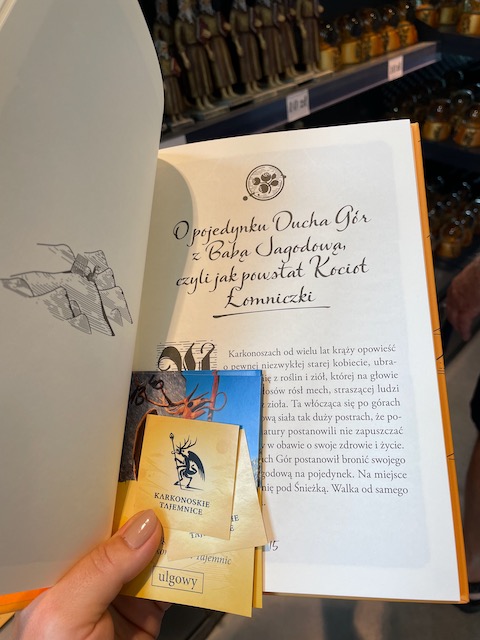 O pojedynku Ducha Gór
z Babą Jagodową,
czyli jak powstał Kocioł
Łomniczki
W Karkonoszach od wielu lat krąży opowieść
o pewnej niezwykłej starej kobiecie, ubra-
z roślin i ziół, której na głowie
rósł mech, straszącej ludzi
zioła. Ta włócząca się po górach
siała tak duży postrach, że po-
postanowili nie zapuszczać
w obawie o swoje zdrowie i życie.
Gór postanowił bronić swojego
na pojedynek. Na miejsce
pod Śnieżką. Walka od samego
15
KARKONOSKIE
TAJEMNICE
ulgowy